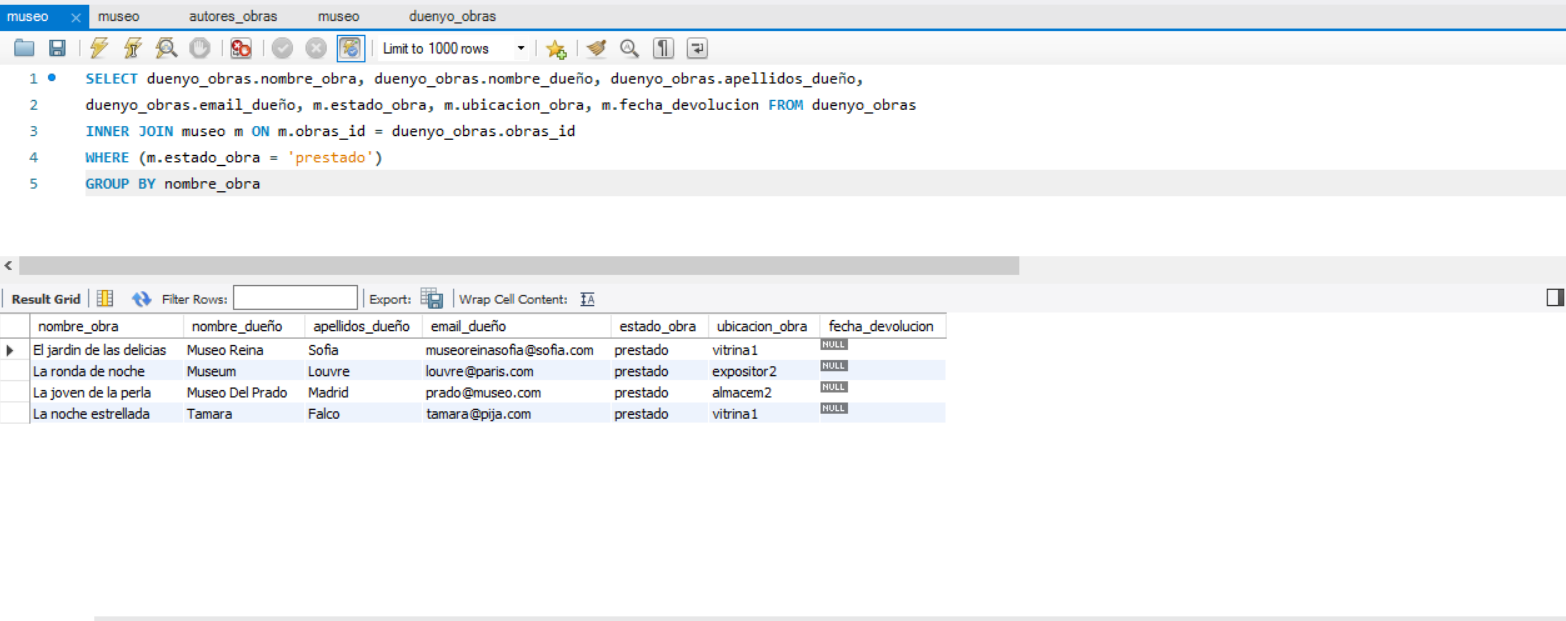 museo × museo autores_obras museo duenyo_obras
Limit to 1000 rows
1 SELECT duenyo_obras.nombre_obra, duenyo_obras.nombre_dueño, duenyo_obras.apellidos_dueño,
2 duenyo_obras.email_dueño, m.estado_obra, m.ubicacion_obra, m.fecha_devolucion FROM duenyo_obras
3 INNER JOIN museo m ON m.obras_id = duenyo_obras.obras_id
4 WHERE (m.estado_obra = 'prestado')
5 GROUP BY nombre_obra
Result Grid Filter Rows: Export: Wrap Cell Content:
nombre_obra nombre_dueño apellidos_dueño email_dueño estado_obra ubicacion_obra fecha_devolucion
El jardin de las delicias Museo Reina Sofia museoreinasofia@sofia.com prestado vitrina1 NULL
La ronda de noche Museum Louvre louvre@paris.com prestado expositor2 NULL
La joven de la perla Museo Del Prado Madrid prado@museo.com prestado almacem2 NULL
La noche estrellada Tamara Falco tamara@pija.com prestado vitrina1 NULL